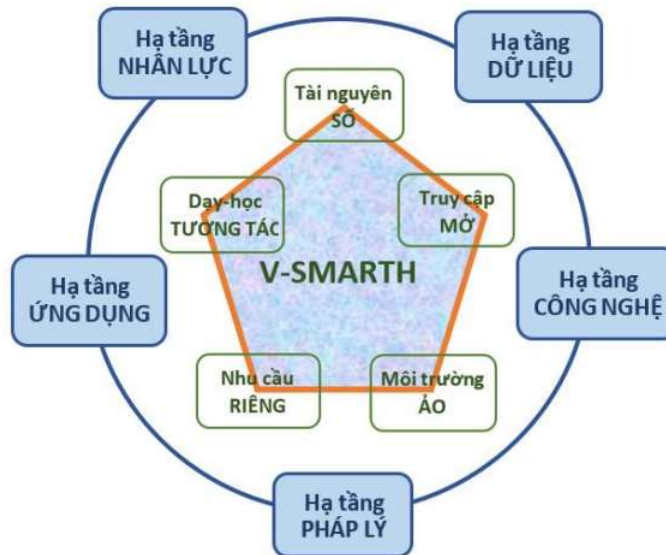 Hạ tầng
NHÂN LỰC
Hạ tầng
DỮ LIỆU
Tài nguyên
SỐ
Dạy-học
TƯƠNG TÁC
Truy cập
MỞ
V-SMARTH
Hạ tầng
ỨNG DỤNG
Hạ tầng
CÔNG NGHỆ
Nhu cầu
RIÊNG
Môi trường
ẢO
Hạ tầng
PHÁP LÝ